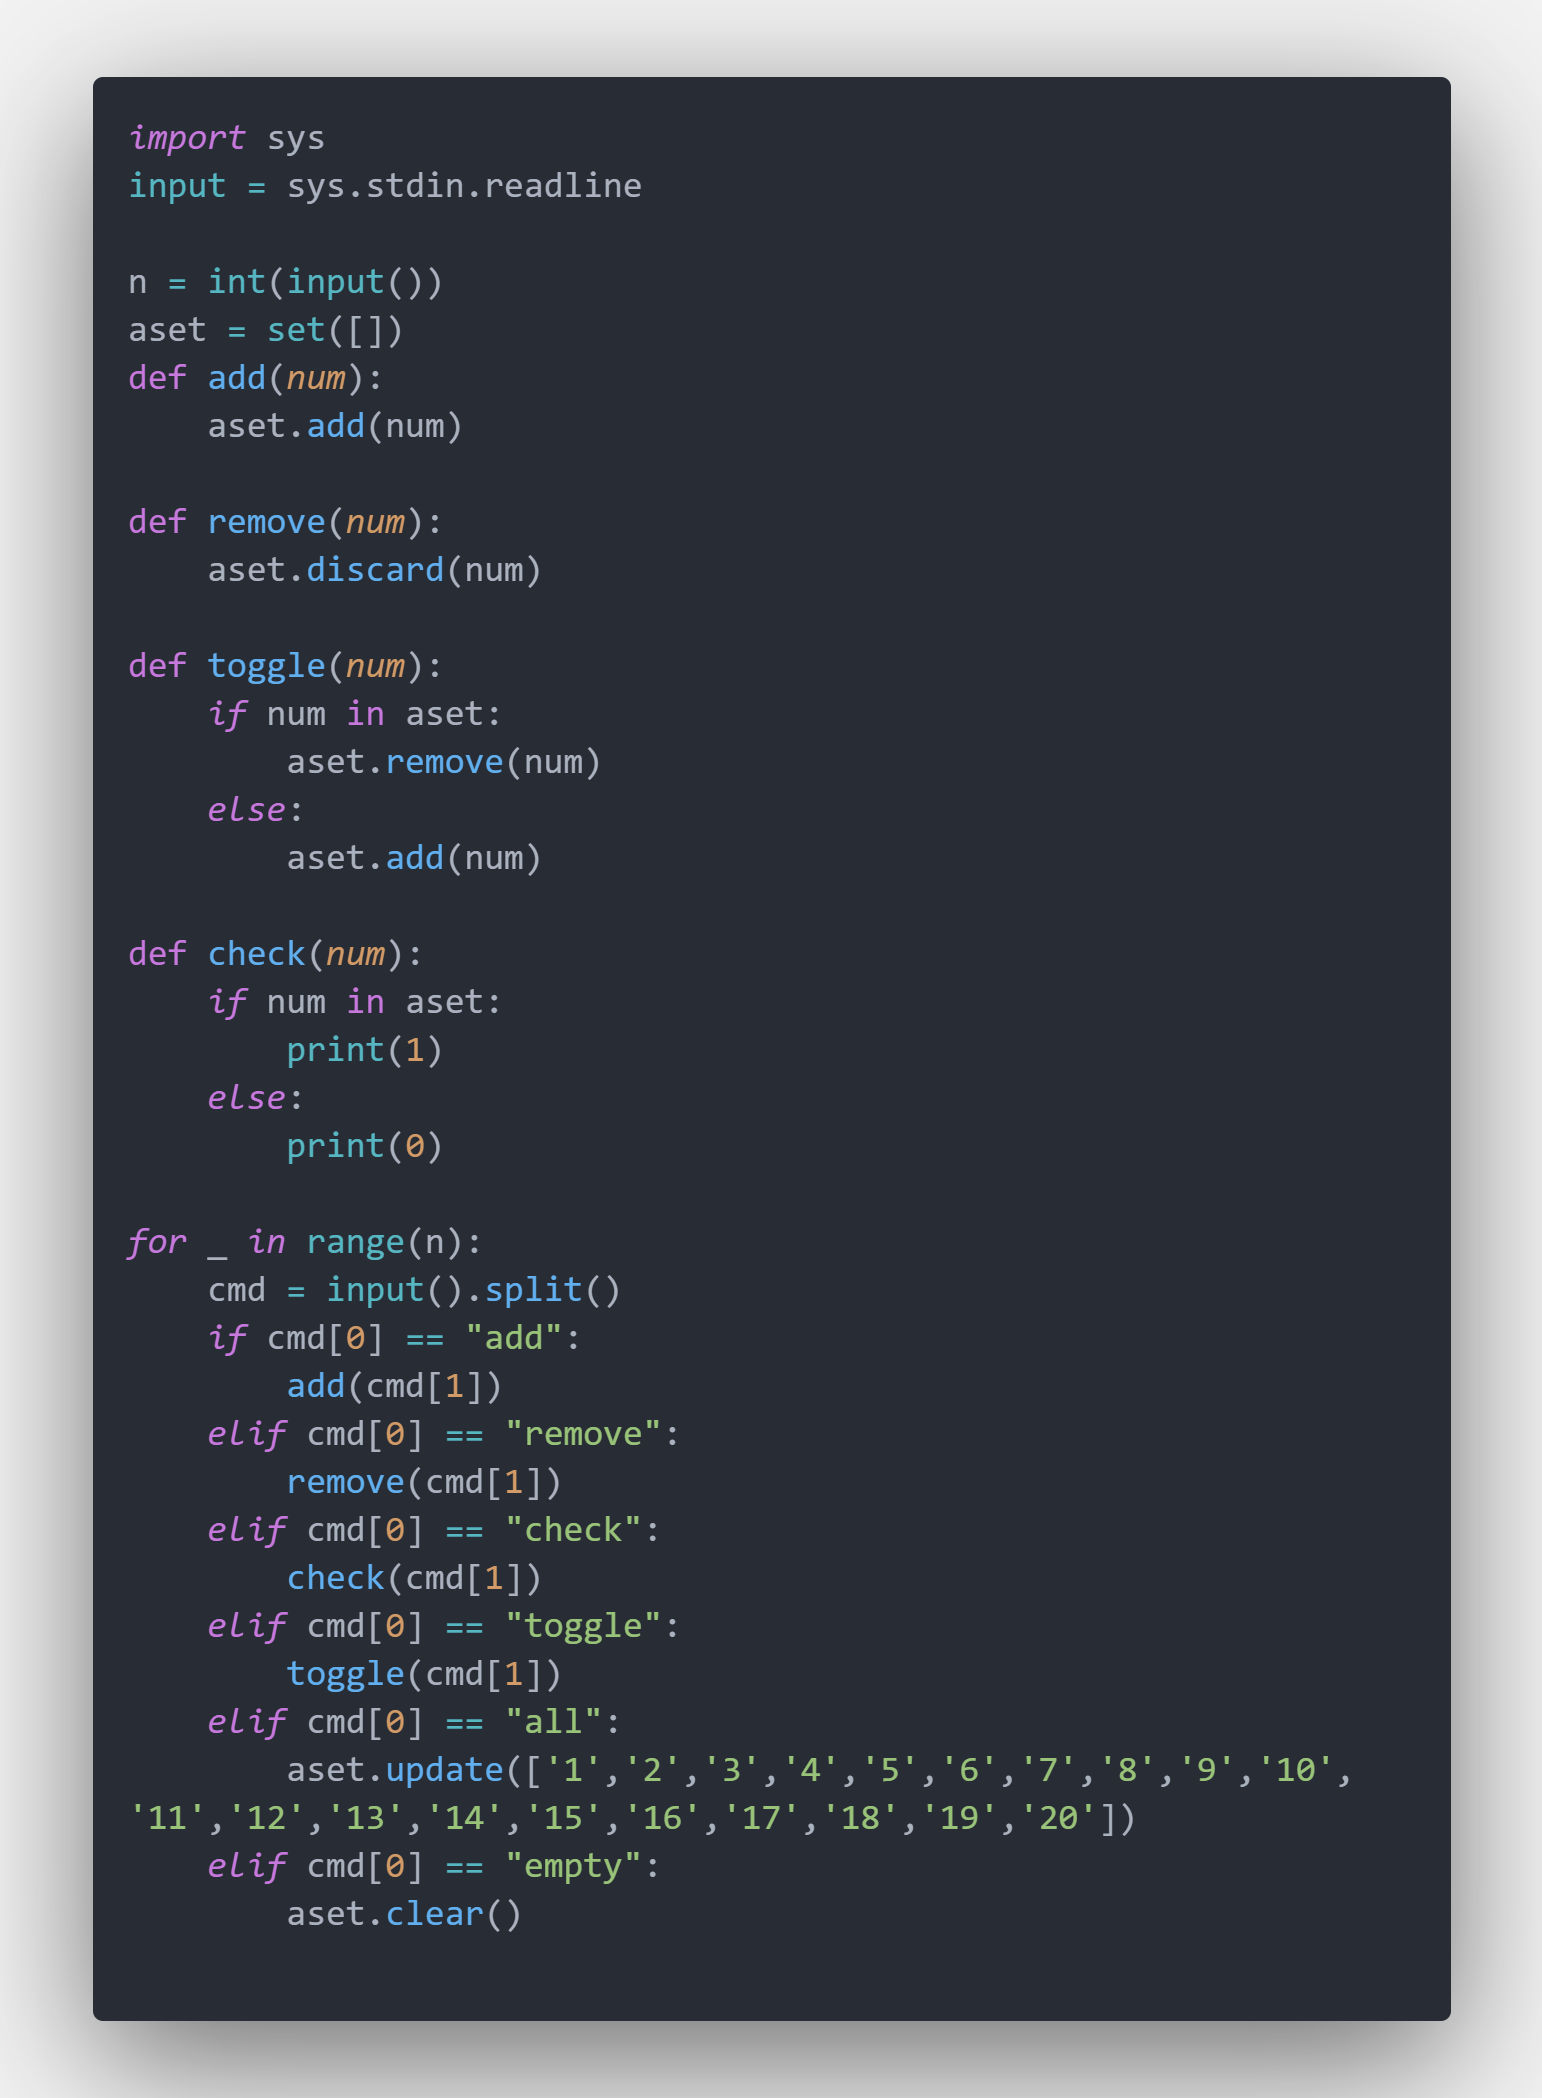 import sys
input = sys.stdin.readline

n = int(input())
aset = set([])
def add(num):
    aset.add(num)

def remove(num):
    aset.discard(num)

def toggle(num):
    if num in aset:
        aset.remove(num)
    else:
        aset.add(num)

def check(num):
    if num in aset:
        print(1)
    else:
        print(0)

for _ in range(n):
    cmd = input().split()
    if cmd[0] == "add":
        add(cmd[1])
    elif cmd[0] == "remove":
        remove(cmd[1])
    elif cmd[0] == "check":
        check(cmd[1])
    elif cmd[0] == "toggle":
        toggle(cmd[1])
    elif cmd[0] == "all":
        aset.update(['1','2','3','4','5','6','7','8','9','10',
'11','12','13','14','15','16','17','18','19','20'])
    elif cmd[0] == "empty":
        aset.clear()